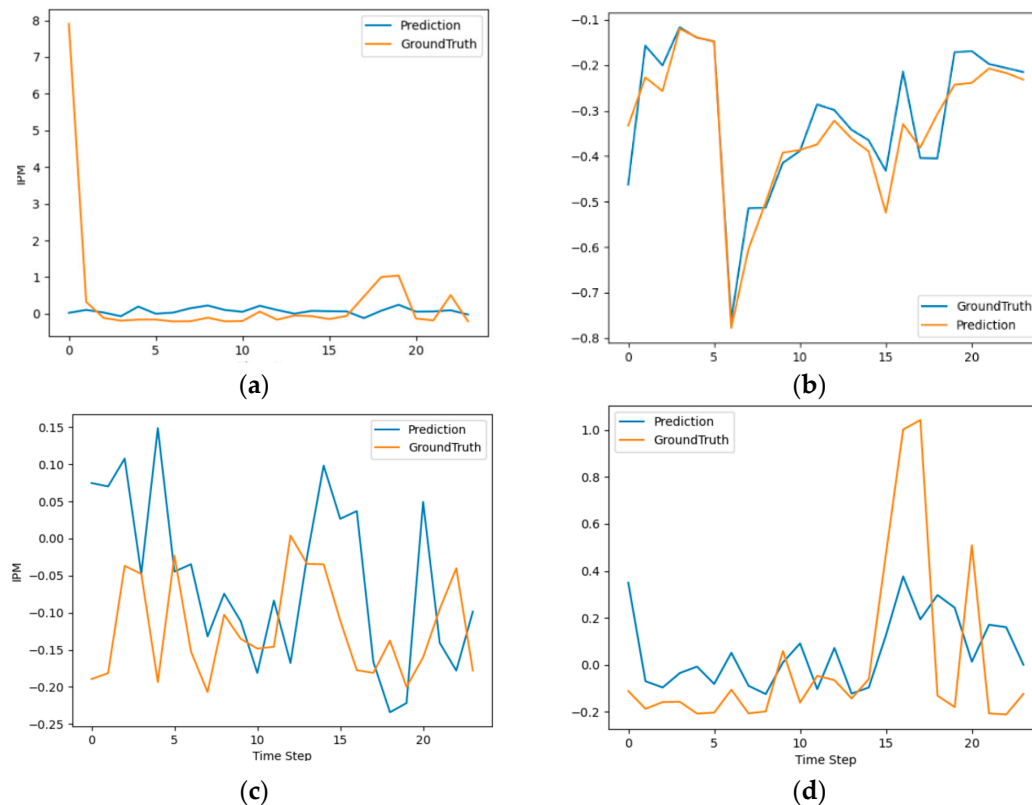 8
7
6
5
4
3
2
1
0
IPM
Prediction
GroundTruth
0 5 10 15 20
(a)
−0.1
−0.2
−0.3
−0.4
−0.5
−0.6
−0.7
−0.8
GroundTruth
Prediction
0 5 10 15 20
(b)
0.15
0.10
0.05
0.00
−0.05
−0.10
−0.15
−0.20
−0.25
IPM
Prediction
GroundTruth
0 5 10 15 20
Time Step
(c)
1.0
0.8
0.6
0.4
0.2
0.0
−0.2
Prediction
GroundTruth
0 5 10 15 20
Time Step
(d)